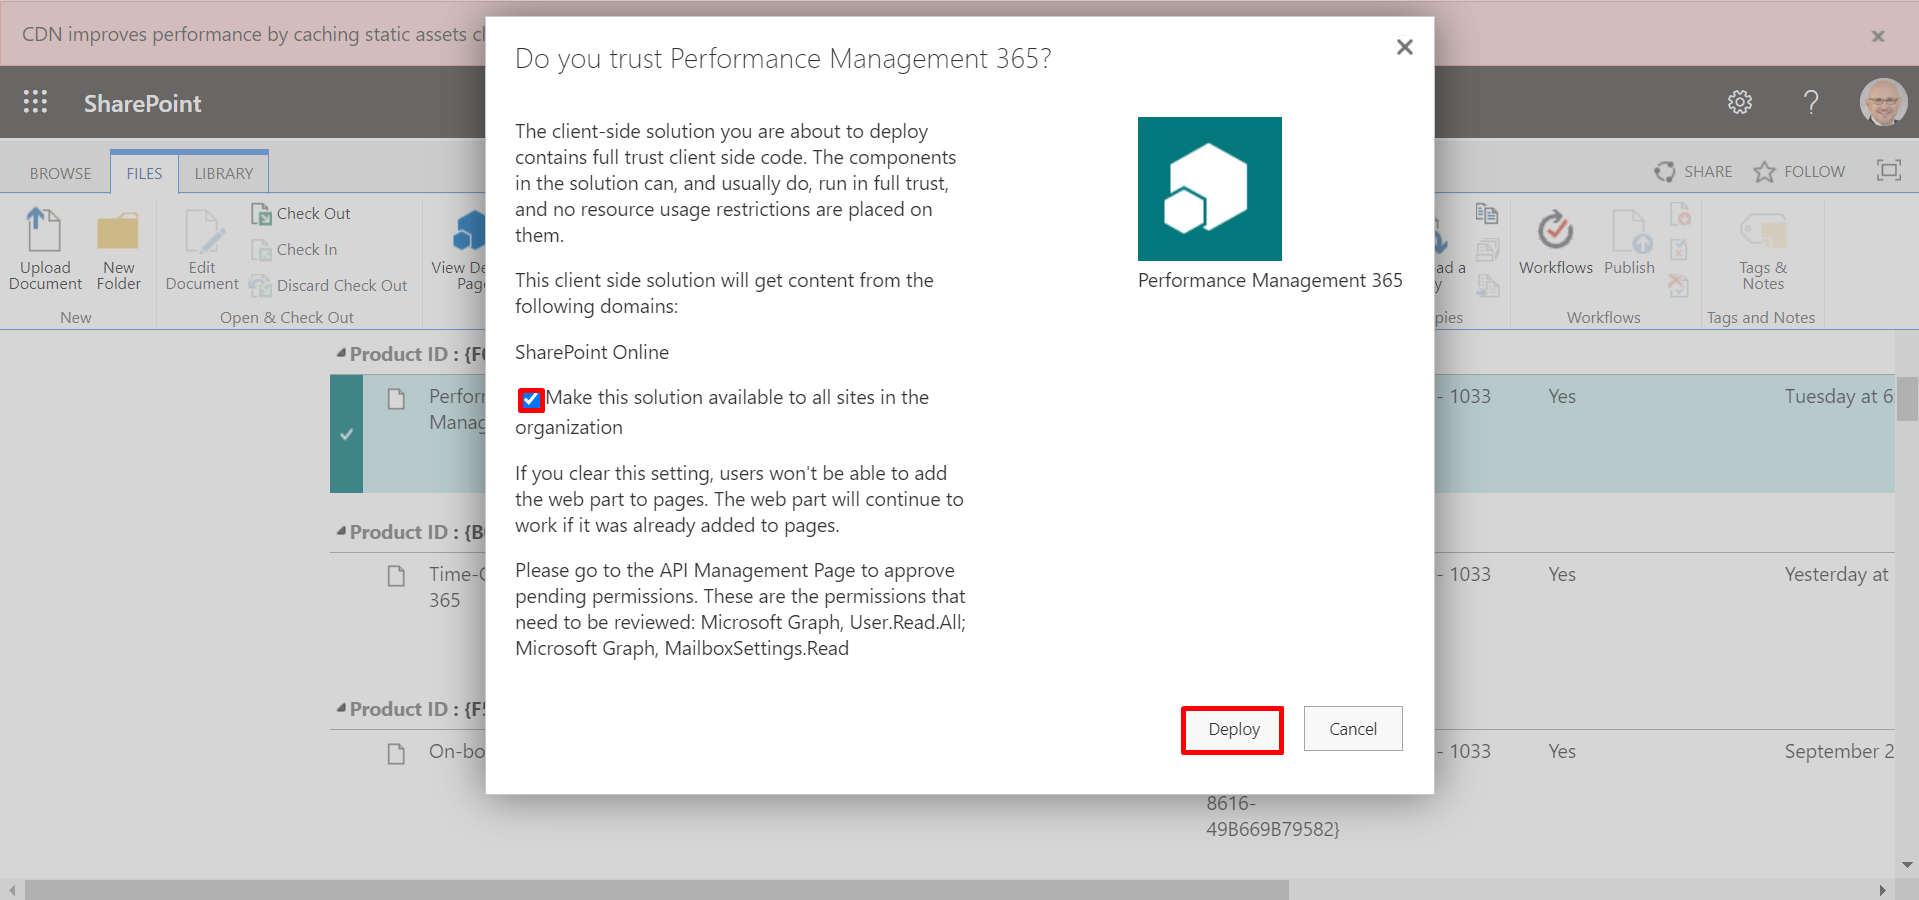 CDN improves performance by caching static assets cl
SharePoint
BROWSE
FILES
LIBRARY
SHARE
FOLLOW
Upload
Document
New
Folder
New
Edit
Document
Check Out
Check In
Discard Check Out
Open & Check Out
View De
Page
ad a
y
pies
Workflows
Publish
Workflows
Tags &
Notes
Tags and Notes
Do you trust Performance Management 365?
The client-side solution you are about to deploy
contains full trust client side code. The components
in the solution can, and usually do, run in full trust,
and no resource usage restrictions are placed on
them.
This client side solution will get content from the
following domains:
SharePoint Online
Make this solution available to all sites in the
organization
If you clear this setting, users won't be able to add
the web part to pages. The web part will continue to
work if it was already added to pages.
Please go to the API Management Page to approve
pending permissions. These are the permissions that
need to be reviewed: Microsoft Graph, User.Read.All;
Microsoft Graph, MailboxSettings.Read
Performance Management 365
Deploy
Cancel
Product ID : {F
Perfor
Manag
- 1033
Yes
Tuesday at 6
Product ID : {B
Time-
365
- 1033
Yes
Yesterday at
Product ID : {F
On-bo
- 1033
Yes
September 2
8616-
49B669B79582}